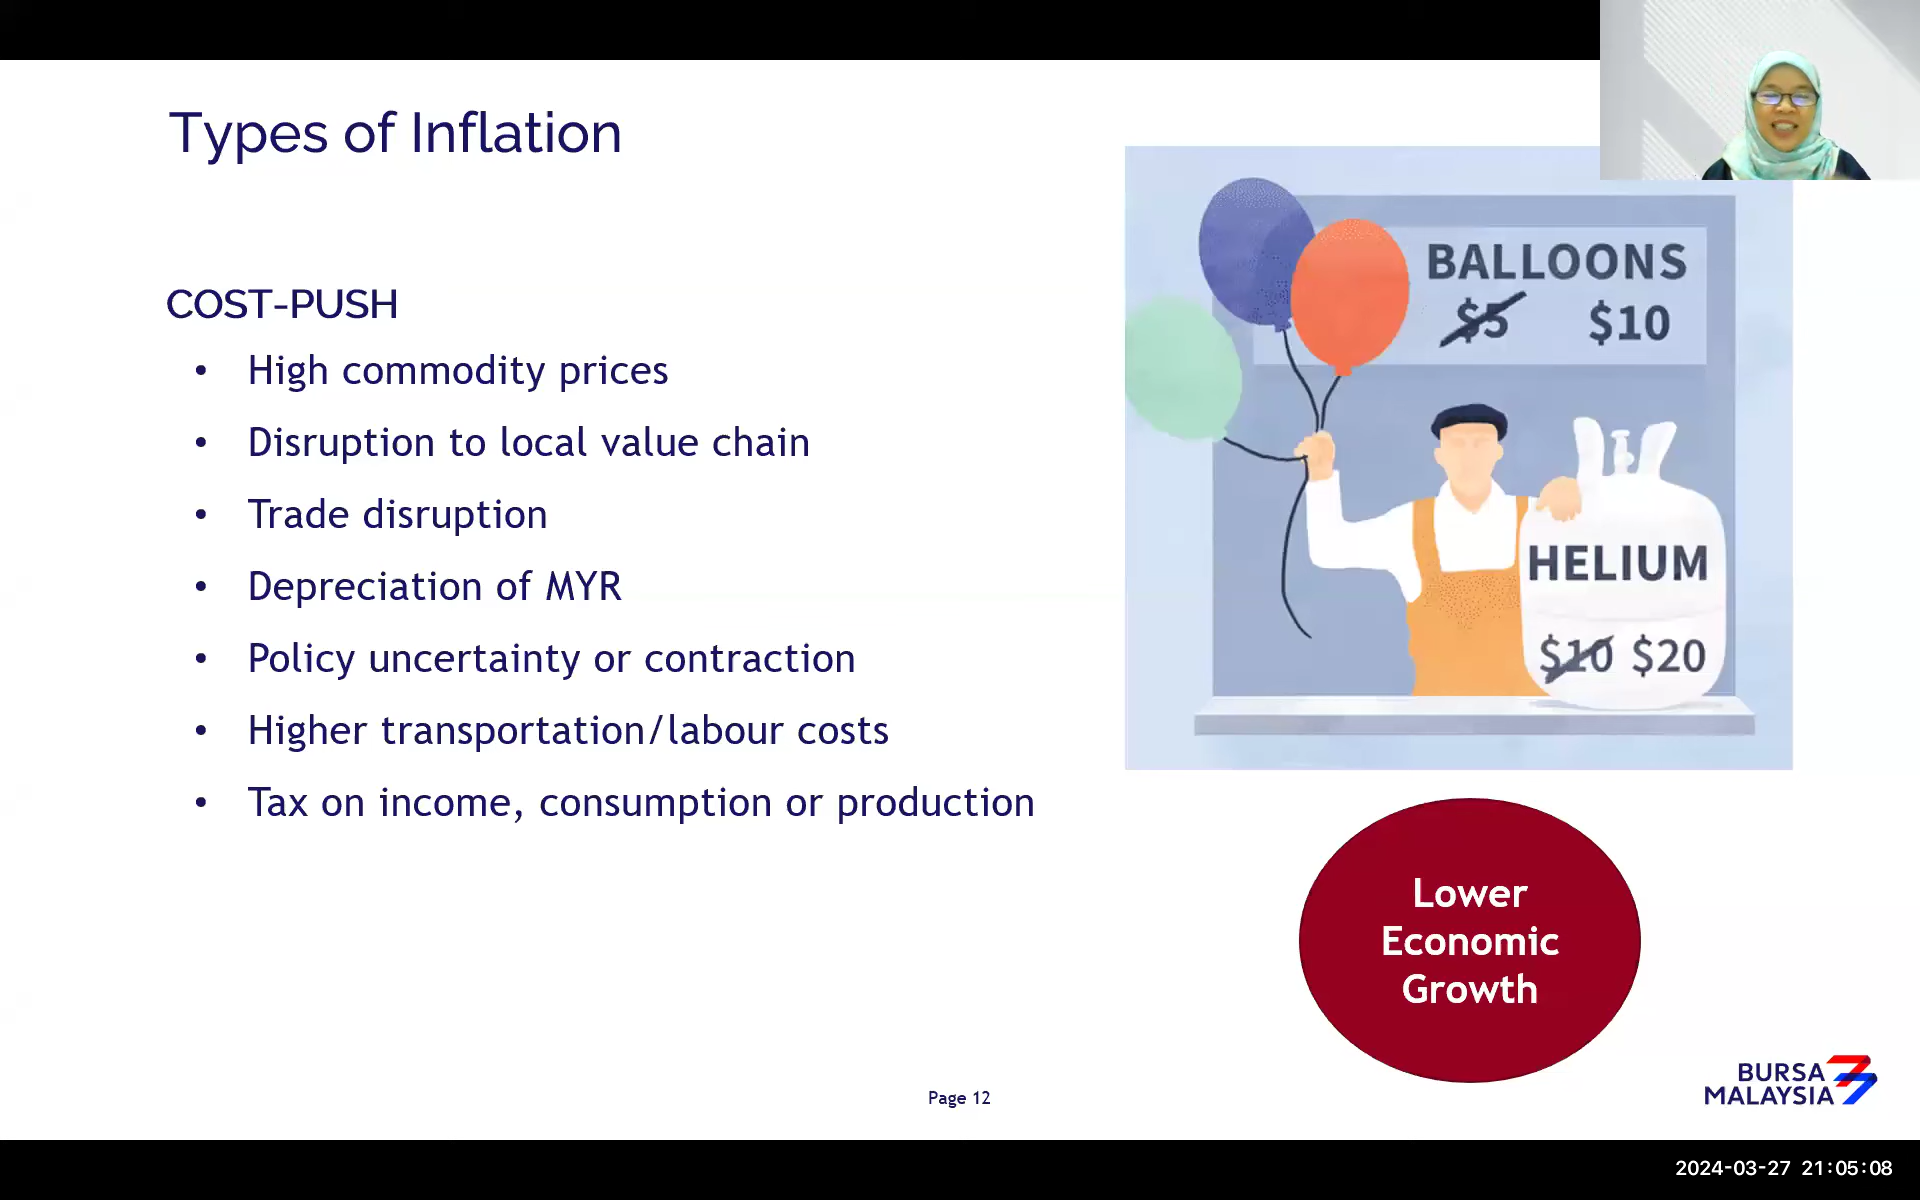 Types of Inflation
COST-PUSH
• High commodity prices
• Disruption to local value chain
• Trade disruption
• Depreciation of MYR
• Policy uncertainty or contraction
• Higher transportation/labour costs
• Tax on income, consumption or production
BALLOONS
$5 $10
HELIUM
$10 $20
Lower
Economic
Growth
Page 12
BURSA
MALAYSIA
2024-03-27 21:05:08